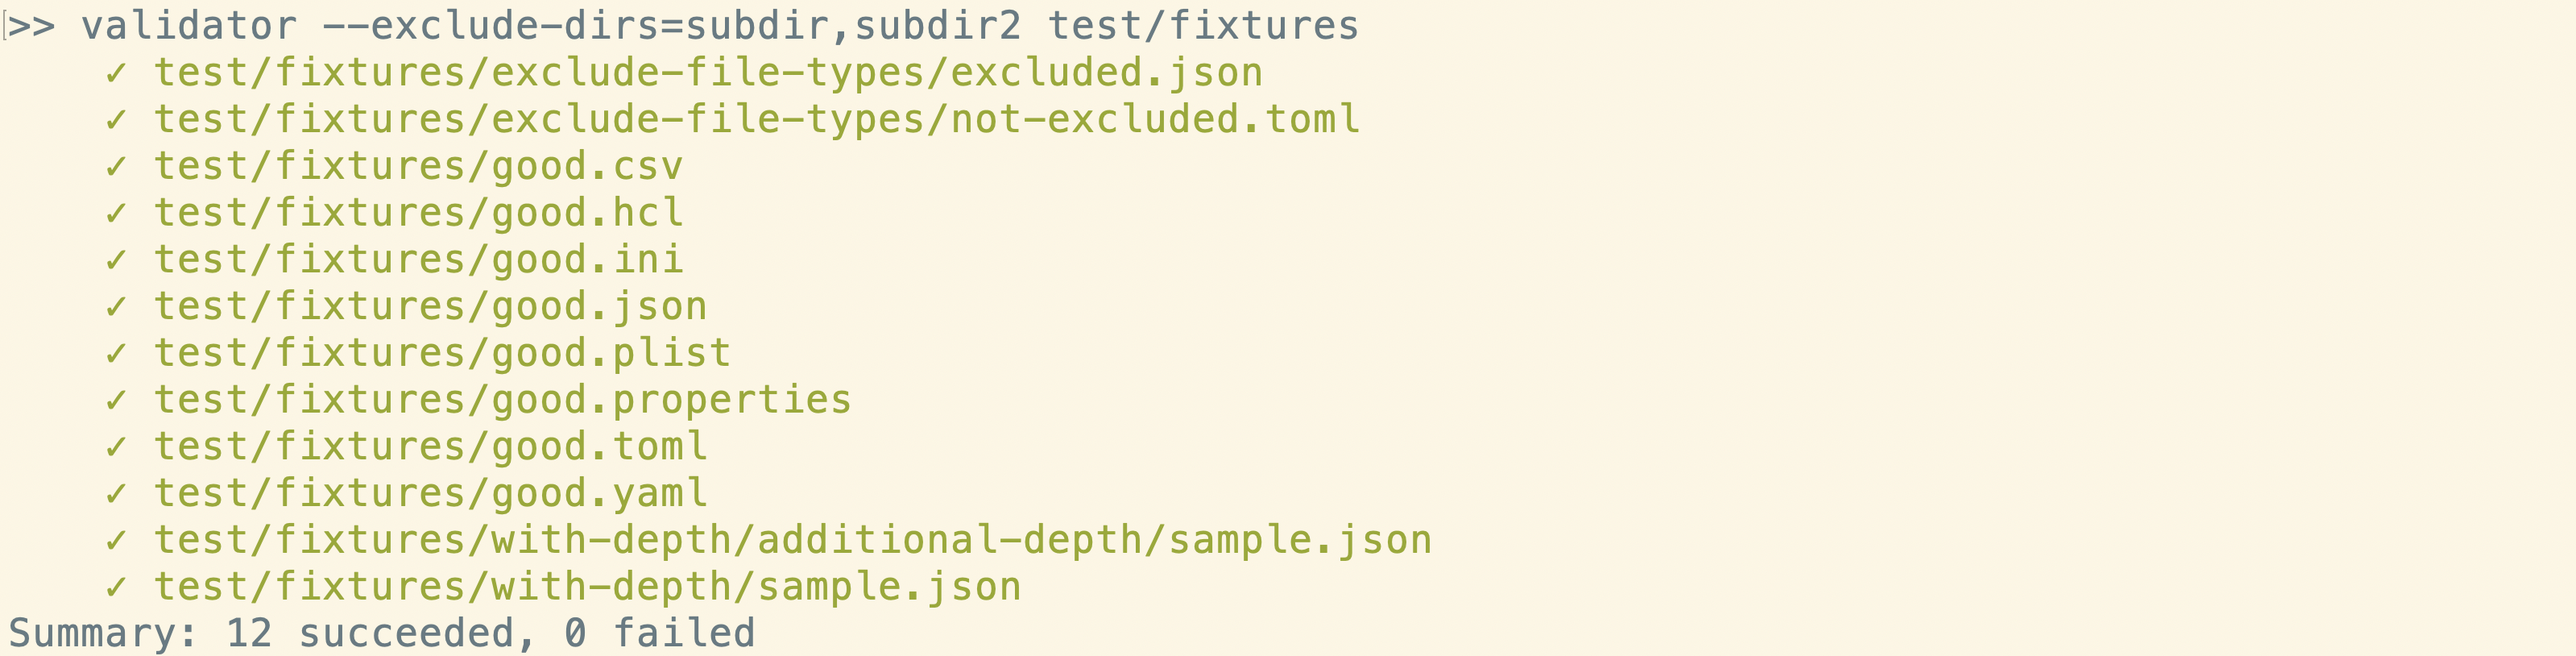 >> validator --exclude-dirs=subdir,subdir2 test/fixtures
✓ test/fixtures/exclude-file-types/excluded.json
✓ test/fixtures/exclude-file-types/not-excluded.toml
✓ test/fixtures/good.csv
✓ test/fixtures/good.hcl
✓ test/fixtures/good.ini
✓ test/fixtures/good.json
✓ test/fixtures/good.plist
✓ test/fixtures/good.properties
✓ test/fixtures/good.toml
✓ test/fixtures/good.yaml
✓ test/fixtures/with-depth/additional-depth/sample.json
✓ test/fixtures/with-depth/sample.json
Summary: 12 succeeded, 0 failed